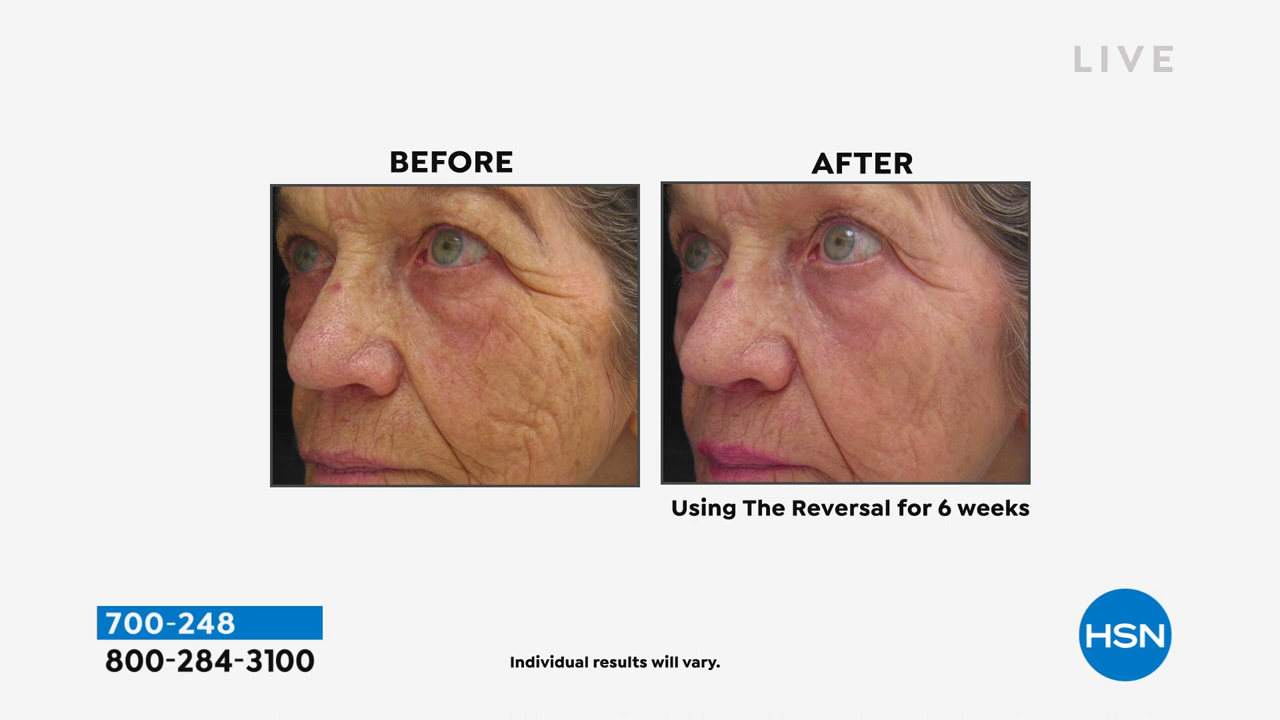 LIVE
BEFORE
AFTER
Using The Reversal for 6 weeks
700-248
800-284-3100
Individual results will vary.
HSN